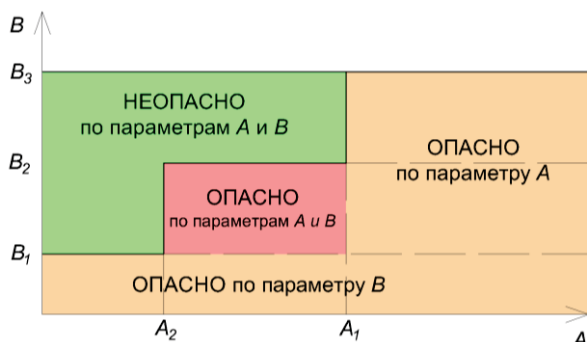 B
B3
НЕОПАСНО
по параметрам A и B
B2
ОПАСНО
по параметру A
ОПАСНО
по параметрам A и B
B1
ОПАСНО по параметру B
A2
A1
A